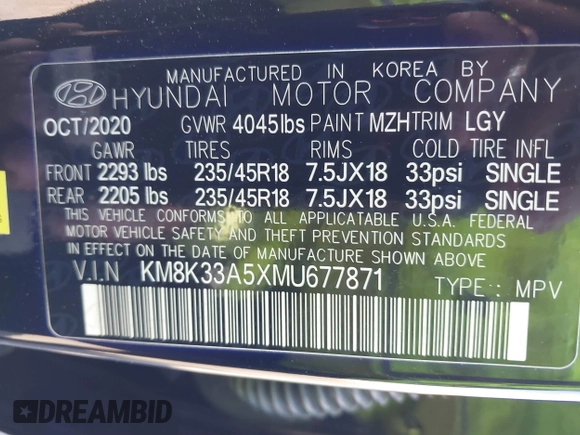 MANUFACTURED IN KOREA BY
HYUNDAI MOTOR COMPANY
OCT/2020 GVWR 4045lbs PAINT MZH TRIM LGY
GAWR TIRES RIMS COLD TIRE INFL
FRONT 2293 lbs 235/45R18 7.5JX18 33psi SINGLE
REAR 2205 lbs 235/45R18 7.5JX18 33psi SINGLE
THIS VEHICLE CONFORMS TO ALL APPLICATABLE U.S.A. FEDERAL
MOTOR VEHICLE SAFETY AND THEFT PREVENTION STANDARDS
IN EFFECT ON THE DATE OF MANUFACTURER SHOWN ABOVE
V.I.N KM8K33A5XMU677871 TYPE : MPV
DREAMBID